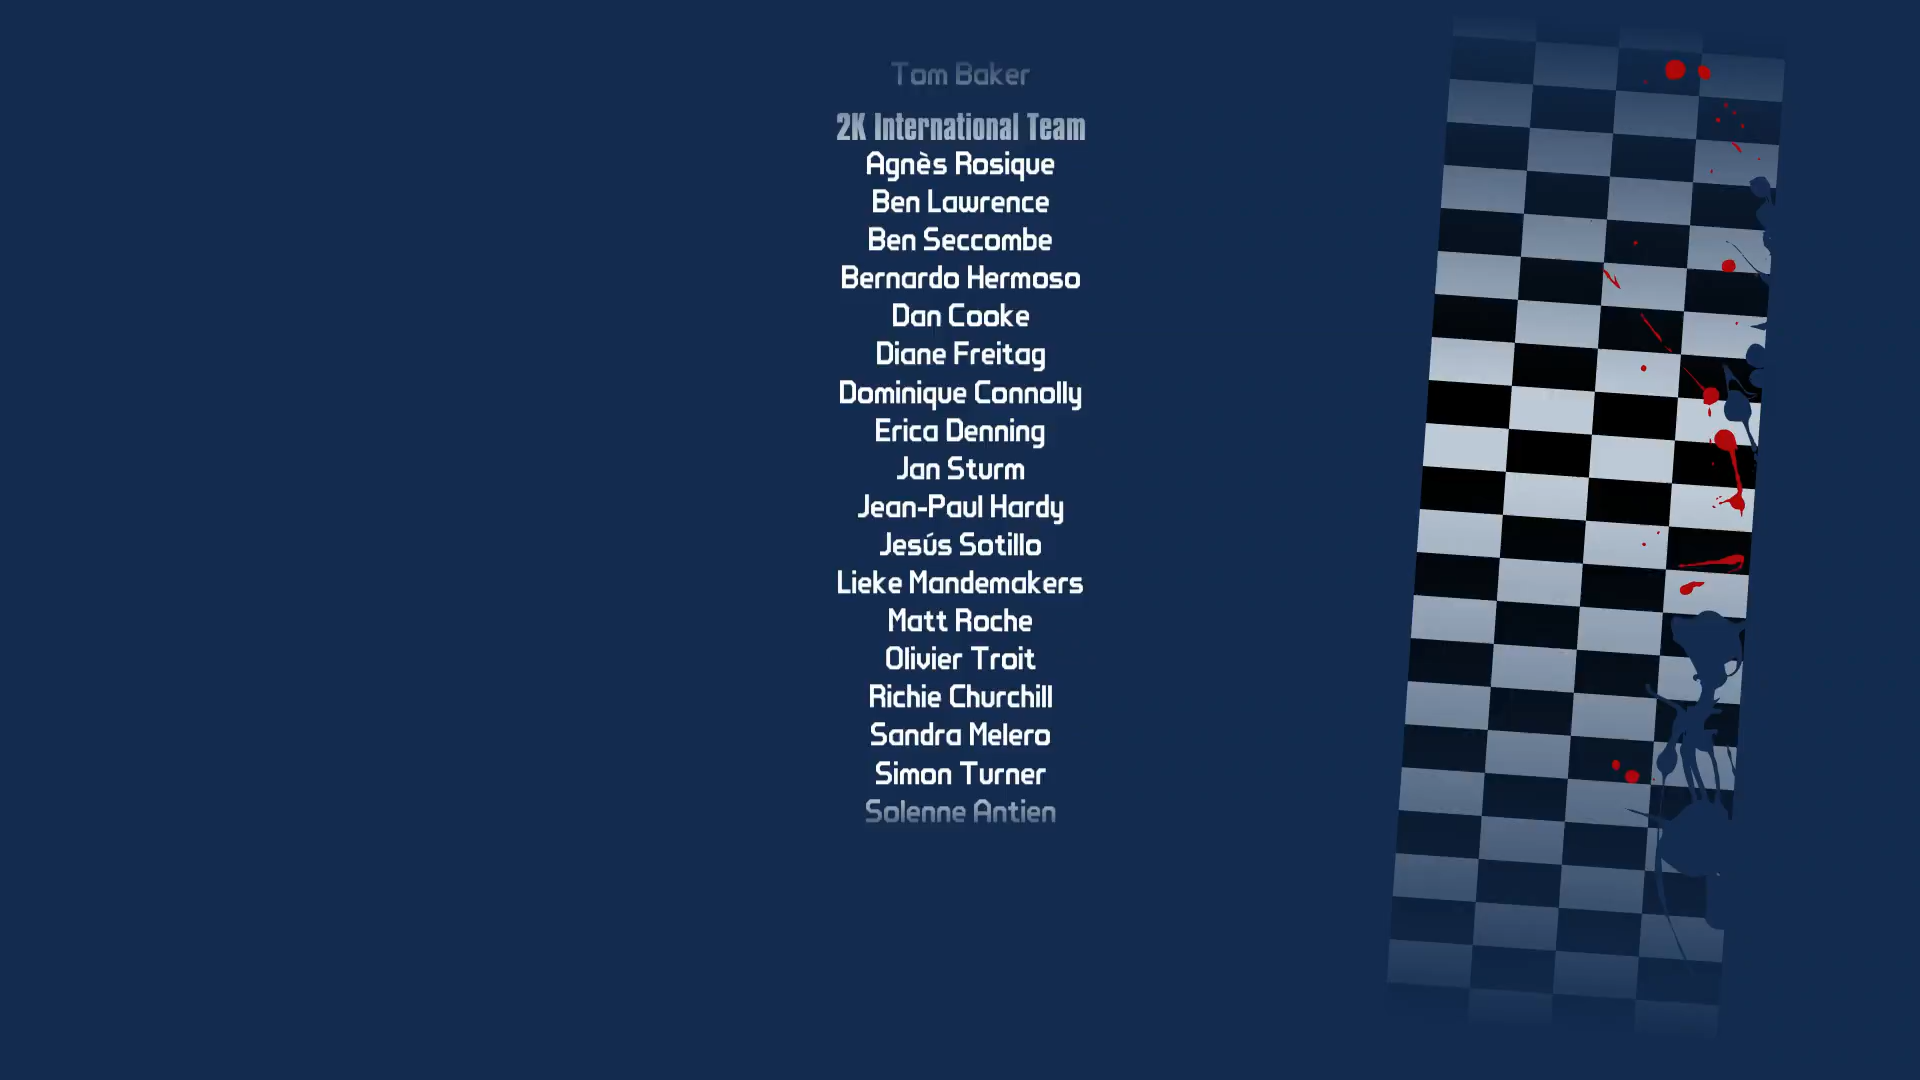 Tom Baker
2K International Team
Agnès Rosique
Ben Lawrence
Ben Seccombe
Bernardo Hermoso
Dan Cooke
Diane Freitag
Dominique Connolly
Erica Denning
Jan Sturm
Jean-Paul Hardy
Jesús Sotillo
Lieke Mandemakers
Matt Roche
Olivier Troit
Richie Churchill
Sandra Melero
Simon Turner
Solenne Antien